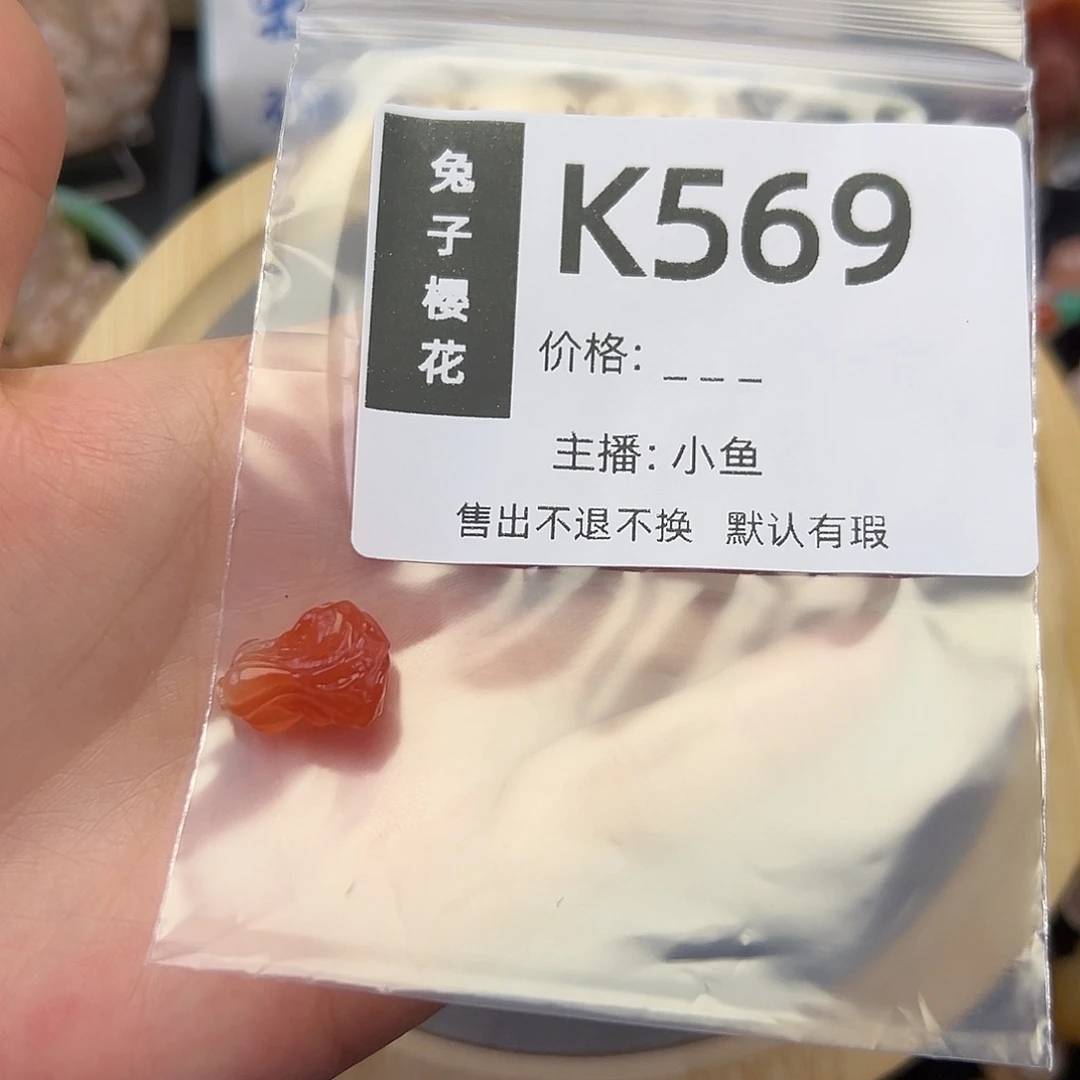 兔子樱花
K569
价格: _ _ _
主播: 小鱼
售出不退不换 默认有瑕